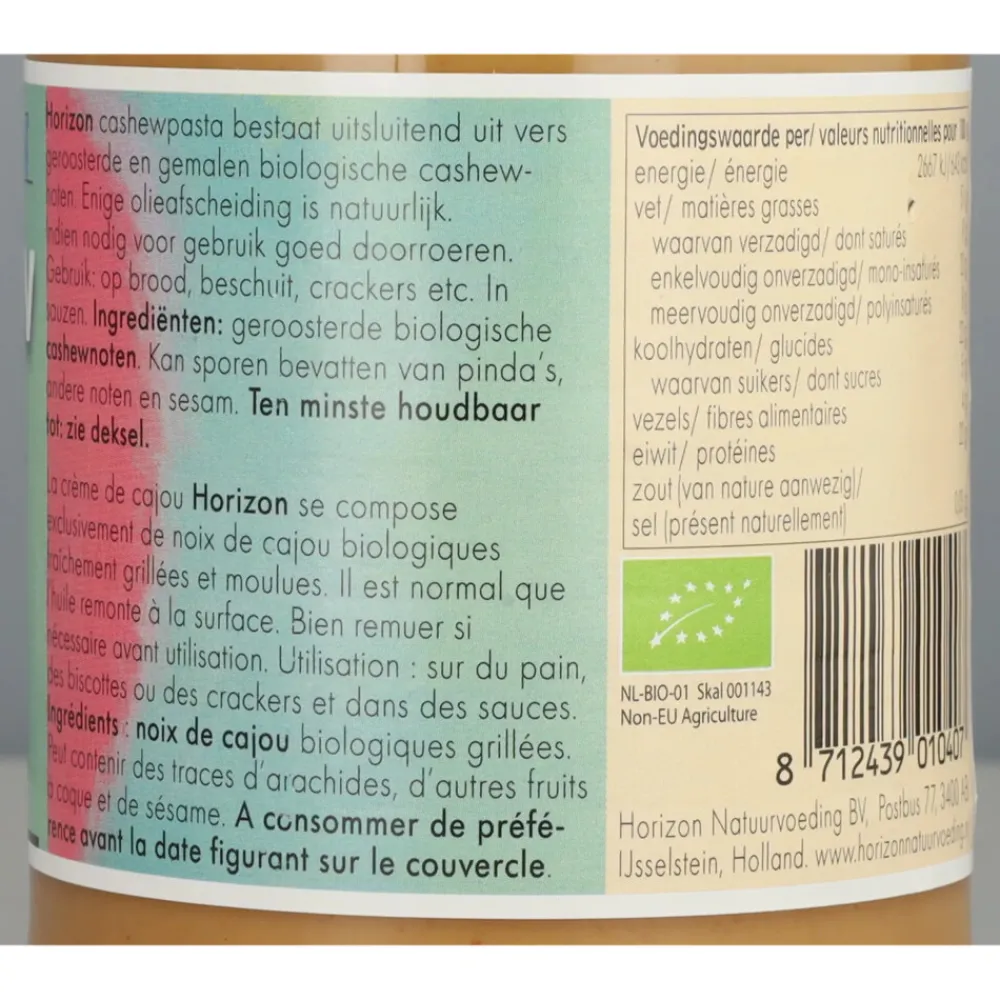 Horizon cashewpasta bestaat uitsluitend uit vers
geroosterde en gemalen biologische cashew-
noten. Enige olieafscheiding is natuurlijk.
Indien nodig voor gebruik goed doorroeren.
Gebruik: op brood, beschuit, crackers etc. In
sauzen. Ingrediënten: geroosterde biologische
cashewnoten. Kan sporen bevatten van pinda's,
andere noten en sesam. Ten minste houdbaar
tot: zie deksel.
La crème de cajou Horizon se compose
exclusivement de noix de cajou biologiques
fraîchement grillées et moulues. Il est normal que
l'huile remonte à la surface. Bien remuer si
nécessaire avant utilisation. Utilisation : sur du pain,
des biscottes ou des crackers et dans des sauces.
Ingrédients : noix de cajou biologiques grillées.
Peut contenir des traces d'arachides, d'autres fruits
à coque et de sésame. A consommer de préfé-
rence avant la date figurant sur le couvercle.
Voedingswaarde per/ valeurs nutritionnelles pour
energie/ énergie 2667 kJ/
vet/ matières grasses
waarvan verzadigd/ dont saturés
enkelvoudig onverzadigd/ mono-insaturés
meervoudig onverzadigd/ polyinsaturés
koolhydraten/ glucides
waarvan suikers/ dont sucres
vezels/ fibres alimentaires
eiwit/ protéines
zout (van nature aanwezig)/
sel (présent naturellement)
NL-BIO-01 Skal 001143
Non-EU Agriculture
8 712439 010407
Horizon Natuurvoeding BV, Postbus 77, 3400 AB
IJsselstein, Holland. www.horizonnatuurvoeding